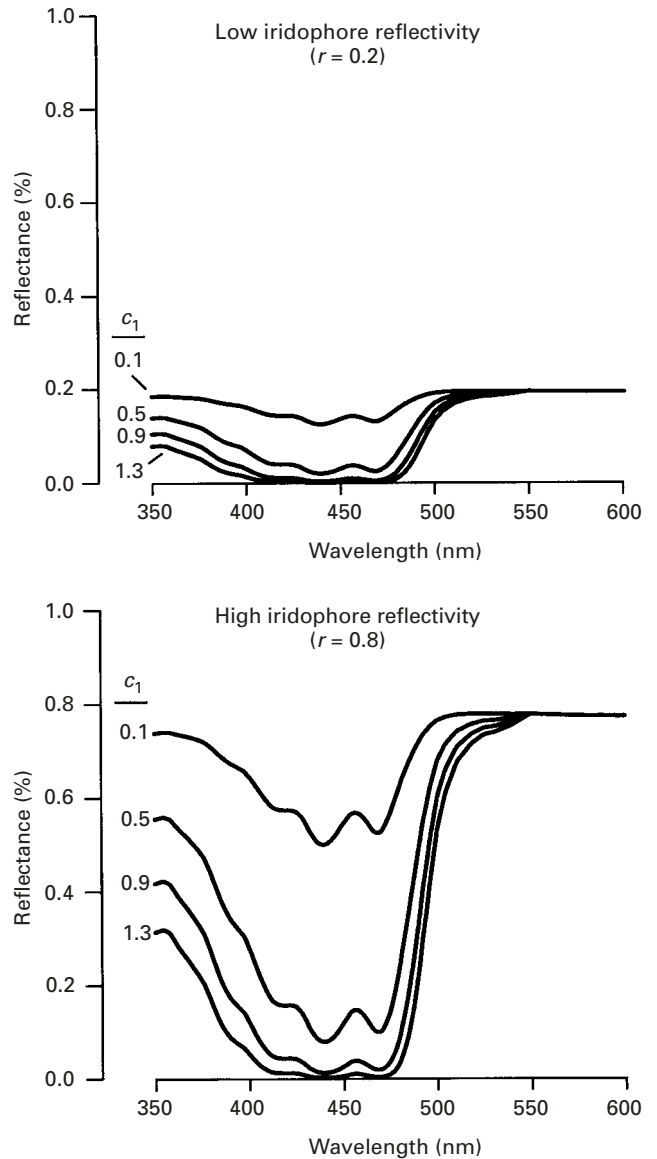 Low iridophore reflectivity
(r = 0.2)
1.0
0.8
0.6
0.4
0.2
0.0
Reflectance (%)
c1
0.1
0.5
0.9
1.3
350 400 450 500 550 600
Wavelength (nm)
High iridophore reflectivity
(r = 0.8)
1.0
0.8
0.6
0.4
0.2
0.0
Reflectance (%)
c1
0.1
0.5
0.9
1.3
350 400 450 500 550 600
Wavelength (nm)